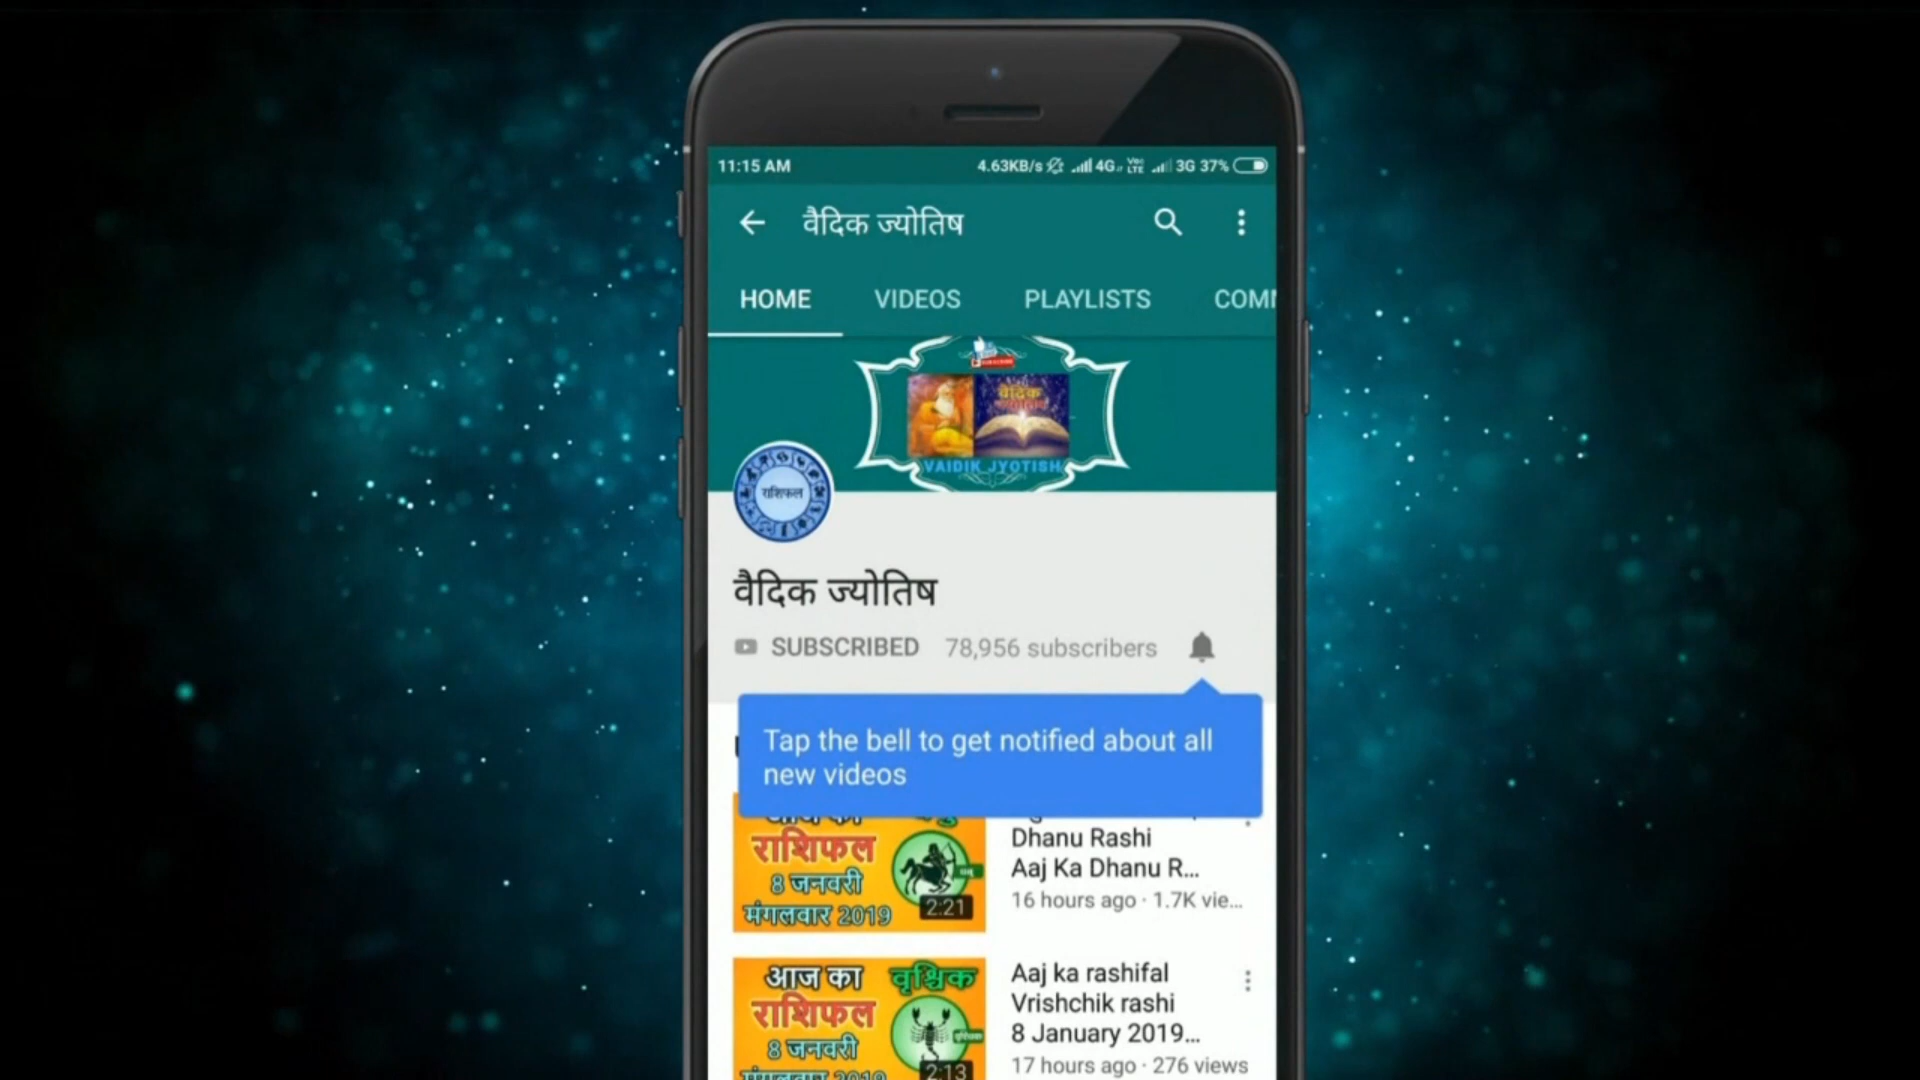 11:15 AM
4.63KB/s 4G VoLTE 3G 37%
वैदिक ज्योतिष
HOME VIDEOS PLAYLISTS
वैदिक
VAIDIK JYOTISH
राशिफल
वैदिक ज्योतिष
SUBSCRIBED 78,956 subscribers
Tap the bell to get notified about all
new videos
राशिफल
8 जनवरी
मंगलवार 2019
2:21
Dhanu Rashi
Aaj Ka Dhanu R...
16 hours ago · 1.7K vie...
आज का वृश्चिक
राशिफल
8 जनवरी
2:13
Aaj ka rashifal
Vrishchik rashi
8 January 2019...
17 hours ago · 276 views